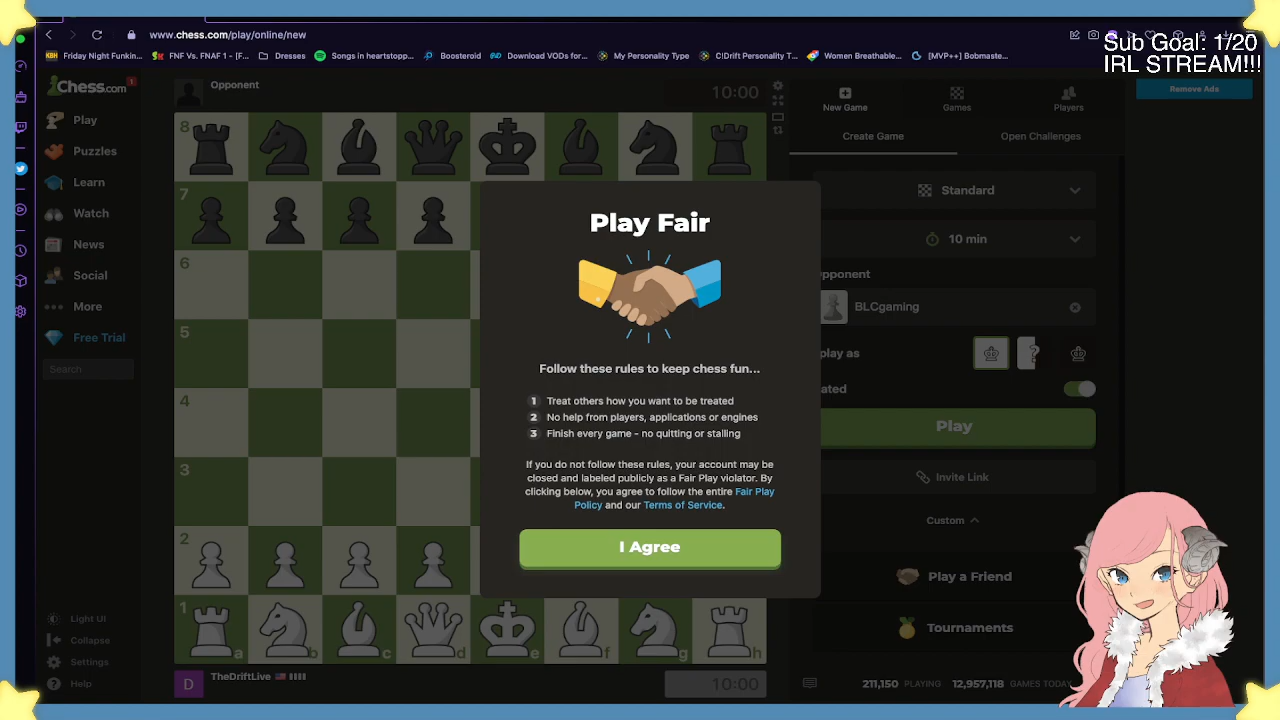 www.chess.com/play/online/new
Sub Goal: 1/20
IRL STREAM!!!
Friday Night Funkin...
FNF Vs. FNAF 1 - [F...
Dresses
Songs in heartstopp...
Boosteroid
Download VODs for...
My Personality Type
C!Drift Personality T...
Women Breathable...
[MVP++] Bobmaste...
Chess.com
1
Play
Puzzles
Learn
Watch
News
Social
More
Free Trial
Search
Light UI
Collapse
Settings
Help
Opponent
10:00
8
7
6
5
4
3
2
1
a
b
c
d
e
f
g
h
D
TheDriftLive
10:00
Play Fair
Follow these rules to keep chess fun...
1 Treat others how you want to be treated
2 No help from players, applications or engines
3 Finish every game - no quitting or stalling
If you do not follow these rules, your account may be
closed and labeled publicly as a Fair Play violator. By
clicking below, you agree to follow the entire Fair Play
Policy and our Terms of Service.
I Agree
New Game
Games
Players
Create Game
Open Challenges
Standard
10 min
pponent
BLCgaming
play as
?
ated
Play
Invite Link
Custom
Play a Friend
Tournaments
211,150 PLAYING
12,957,118 GAMES TODAY
Remove Ads